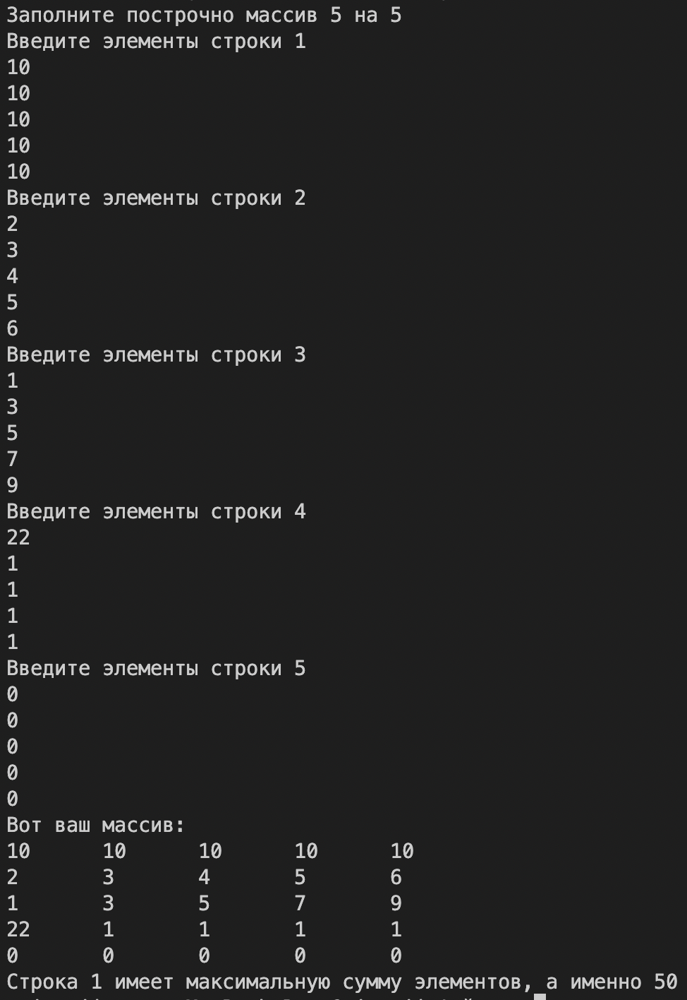 Заполните построчно массив 5 на 5
Введите элементы строки 1
10
10
10
10
10
Введите элементы строки 2
2
3
4
5
6
Введите элементы строки 3
1
3
5
7
9
Введите элементы строки 4
22
1
1
1
1
Введите элементы строки 5
0
0
0
0
0
Вот ваш массив:
10 10 10 10 10
2 3 4 5 6
1 3 5 7 9
22 1 1 1 1
0 0 0 0 0
Строка 1 имеет максимальную сумму элементов, а именно 50